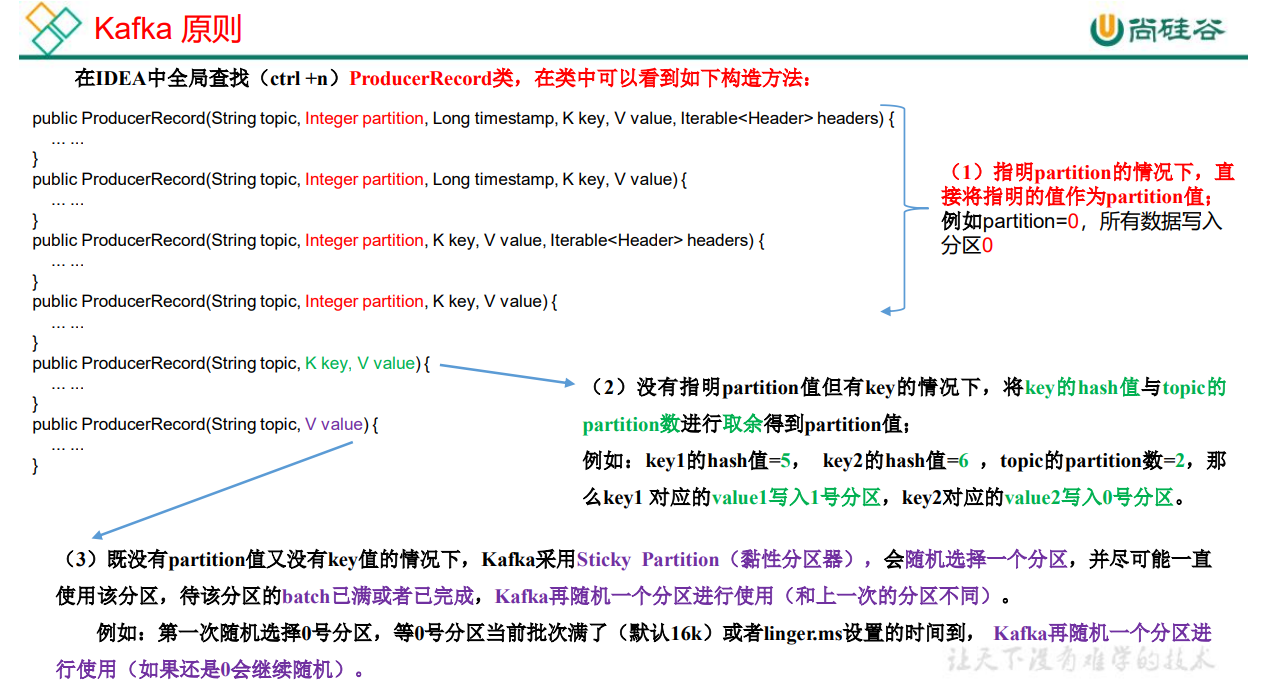 Kafka 原则
尚硅谷
在IDEA中全局查找（ctrl +n）ProducerRecord类，在类中可以看到如下构造方法：
public ProducerRecord(String topic, Integer partition, Long timestamp, K key, V value, Iterable<Header> headers) {
... ...
}
public ProducerRecord(String topic, Integer partition, Long timestamp, K key, V value) {
... ...
}
public ProducerRecord(String topic, Integer partition, K key, V value, Iterable<Header> headers) {
... ...
}
public ProducerRecord(String topic, Integer partition, K key, V value) {
... ...
}
public ProducerRecord(String topic, K key, V value) {
... ...
}
public ProducerRecord(String topic, V value) {
... ...
}
（1）指明partition的情况下，直
接将指明的值作为partition值；
例如partition=0，所有数据写入
分区0
（2）没有指明partition值但有key的情况下，将key的hash值与topic的
partition数进行取余得到partition值；
例如：key1的hash值=5， key2的hash值=6 ，topic的partition数=2，那
么key1 对应的value1写入1号分区，key2对应的value2写入0号分区。
（3）既没有partition值又没有key值的情况下，Kafka采用Sticky Partition（黏性分区器），会随机选择一个分区，并尽可能一直
使用该分区，待该分区的batch已满或者已完成，Kafka再随机一个分区进行使用（和上一次的分区不同）。
例如：第一次随机选择0号分区，等0号分区当前批次满了（默认16k）或者linger.ms设置的时间到， Kafka再随机一个分区进
行使用（如果还是0会继续随机）。
让天下没有难学的技术